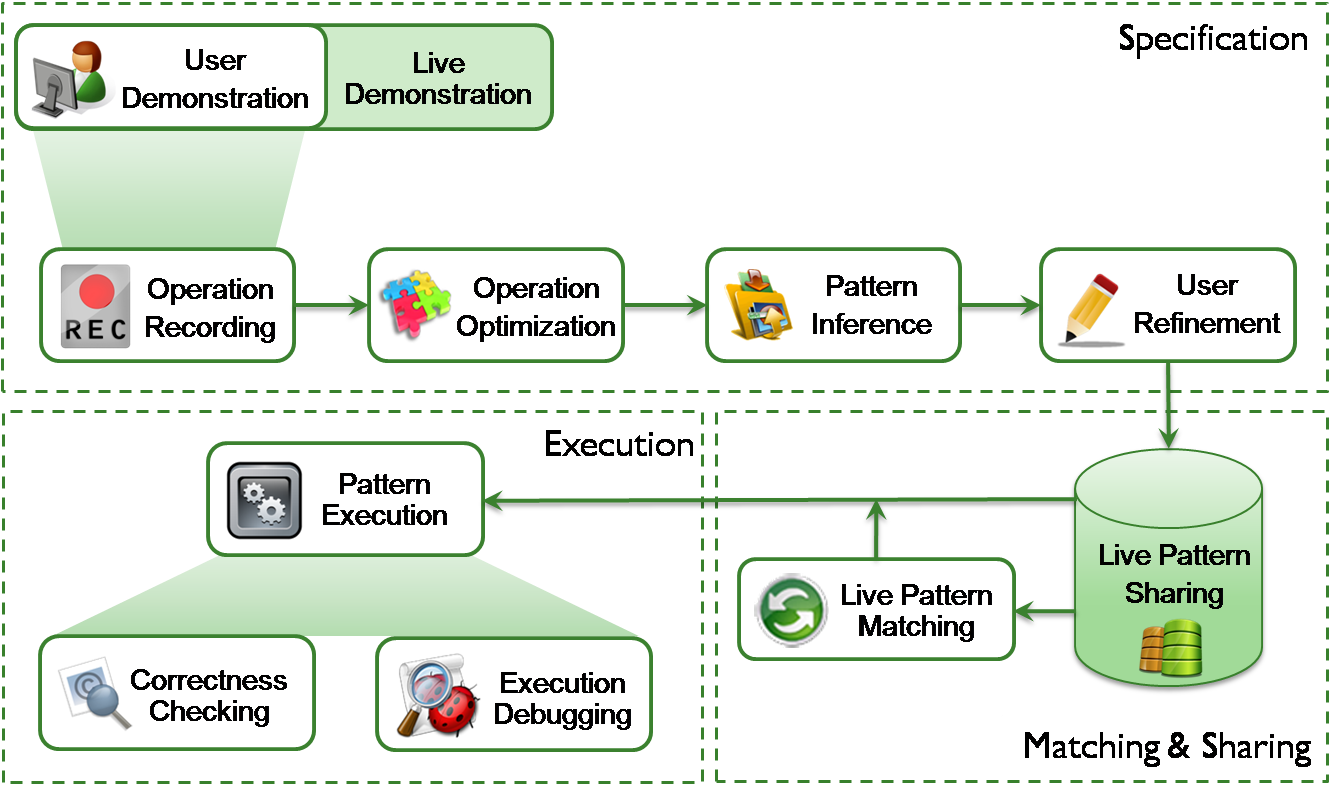 Specification
User
Demonstration
Live
Demonstration
REC
Operation
Recording
Operation
Optimization
Pattern
Inference
User
Refinement
Execution
Pattern
Execution
Correctness
Checking
Execution
Debugging
Live Pattern
Matching
Live Pattern
Sharing
Matching & Sharing